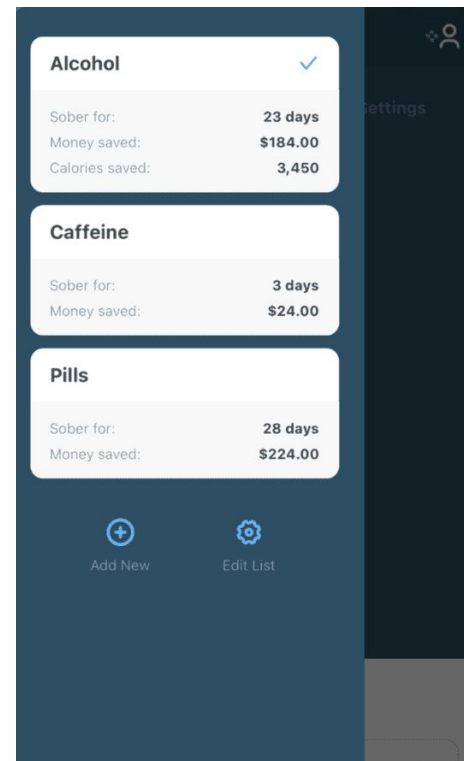 Alcohol
Sober for: 23 days
Money saved: $184.00
Calories saved: 3,450
Caffeine
Sober for: 3 days
Money saved: $24.00
Pills
Sober for: 28 days
Money saved: $224.00
Add New Edit List
Settings